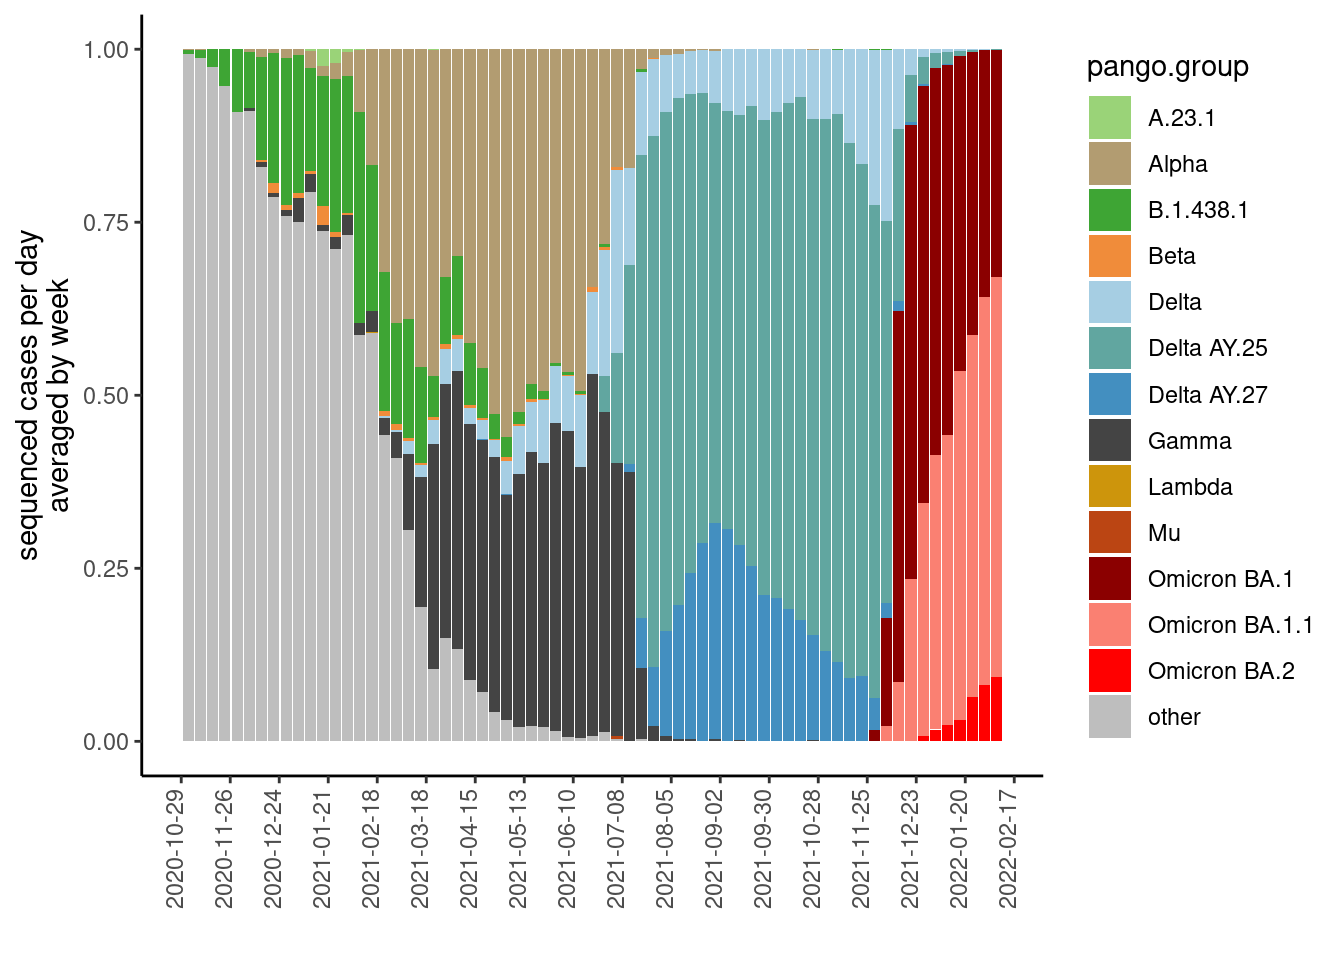 sequenced cases per day
averaged by week
1.00
0.75
0.50
0.25
0.00
2020-10-29
2020-11-26
2020-12-24
2021-01-21
2021-02-18
2021-03-18
2021-04-15
2021-05-13
2021-06-10
2021-07-08
2021-08-05
2021-09-02
2021-09-30
2021-10-28
2021-11-25
2021-12-23
2022-01-20
2022-02-17
pango.group
A.23.1
Alpha
B.1.438.1
Beta
Delta
Delta AY.25
Delta AY.27
Gamma
Lambda
Mu
Omicron BA.1
Omicron BA.1.1
Omicron BA.2
other